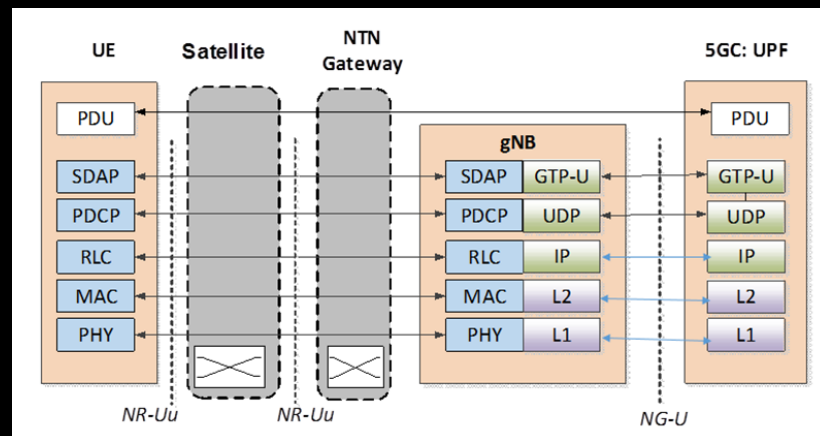 UE
Satellite
NTN
Gateway
5GC: UPF
PDU
PDU
gNB
SDAP
SDAP
GTP-U
GTP-U
PDCP
PDCP
UDP
UDP
RLC
RLC
IP
IP
MAC
MAC
L2
L2
PHY
PHY
L1
L1
NR-Uu
NR-Uu
NG-U